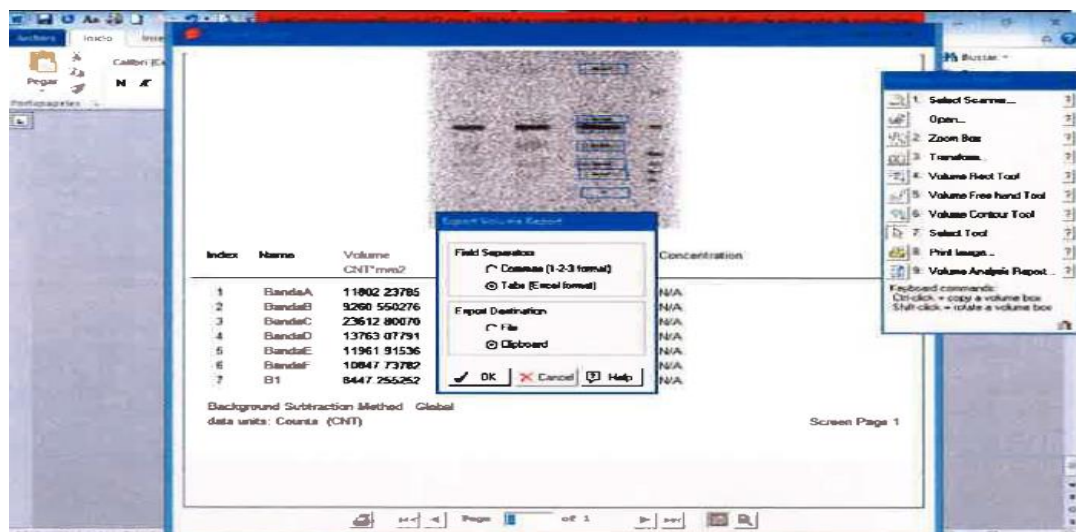 Archivo Inicio Inse
Calibri (C
Pegar N K
Portapapeles
Buscar
Export Volume Report
Field Separators
Commas (1-2-3 format)
Tabs (Excel format)
Export Destination
File
Clipboard
OK Cancel Help
Index Name Volume Concentration
CNT*mm2
1 BandaA 11802 23785 N/A
2 BandaB 9260 550276 N/A
3 BandaC 23612 80070 N/A
4 BandaD 13763 07791 N/A
5 BandaE 11961 91536 N/A
6 BandaF 10847 73782 N/A
7 B1 8447 255252 N/A
Background Subtraction Method Global
data units: Counts (CNT) Screen Page 1
Page of 1
1. Select Scanner...
Open...
2 Zoom Box
3 Transform...
4. Volume Rect Tool
5 Volume Free hand Tool
6 Volume Contour Tool
7. Select Tool
8. Print Image...
9. Volume Analysis Report...
Keyboard commands:
Ctrl-click = copy a volume box
Shift-click = rotate a volume box